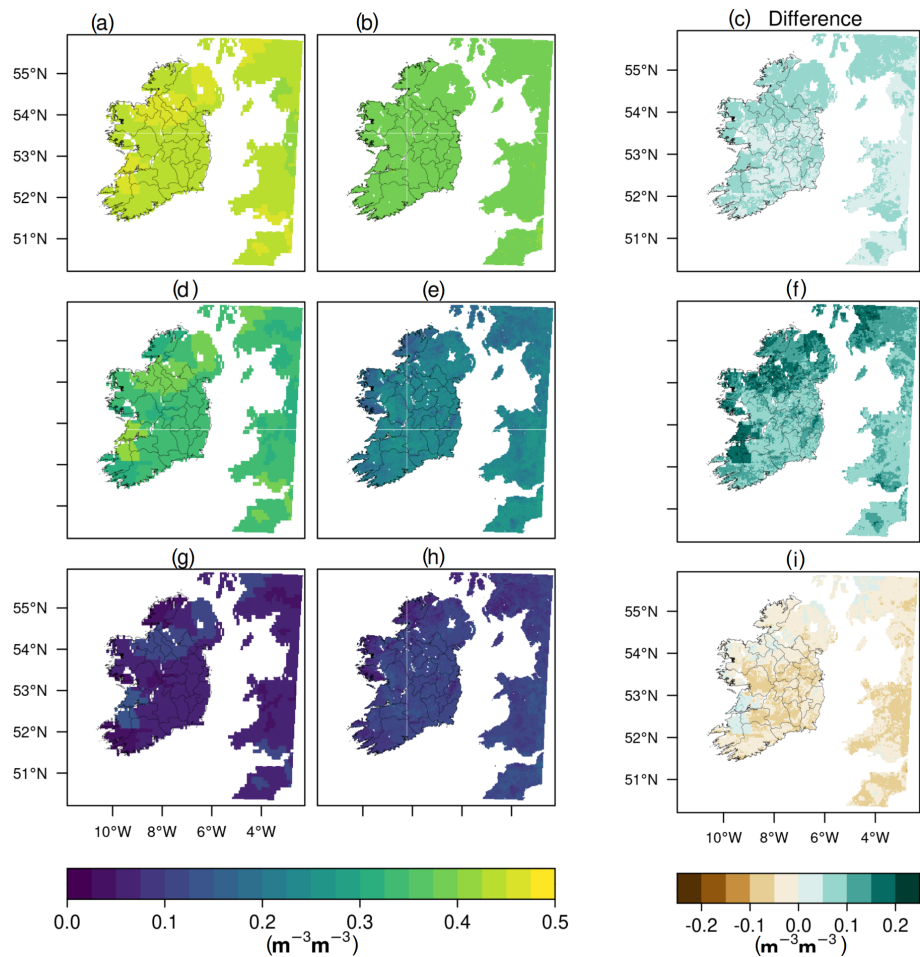 (a)
(b)
(c) Difference
55°N
54°N
53°N
52°N
51°N
55°N
54°N
53°N
52°N
51°N
(d)
(e)
(f)
(g)
(h)
(i)
55°N
54°N
53°N
52°N
51°N
55°N
54°N
53°N
52°N
51°N
10°W 8°W 6°W 4°W
10°W 8°W 6°W 4°W
0.0 0.1 0.2 0.3 0.4 0.5
(m⁻³m⁻³)
-0.2 -0.1 0.0 0.1 0.2
(m⁻³m⁻³)